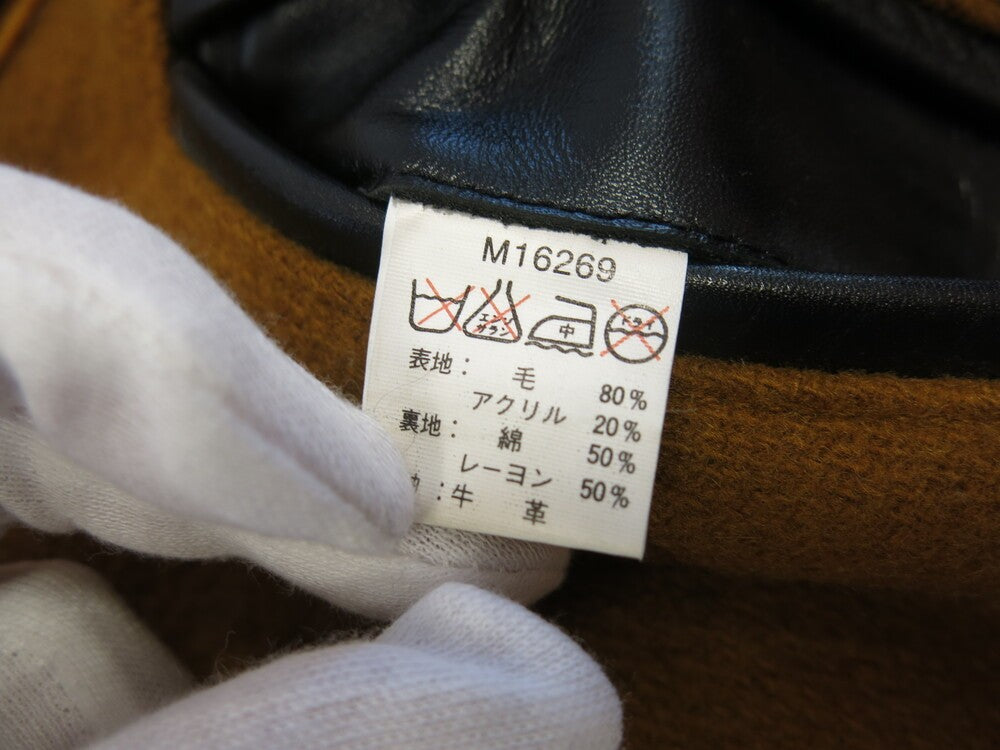 M16269
エンソ サラシ 中 ドライ
表地: 毛 80%
アクリル 20%
裏地: 綿 50%
レーヨン 50%
:牛 革